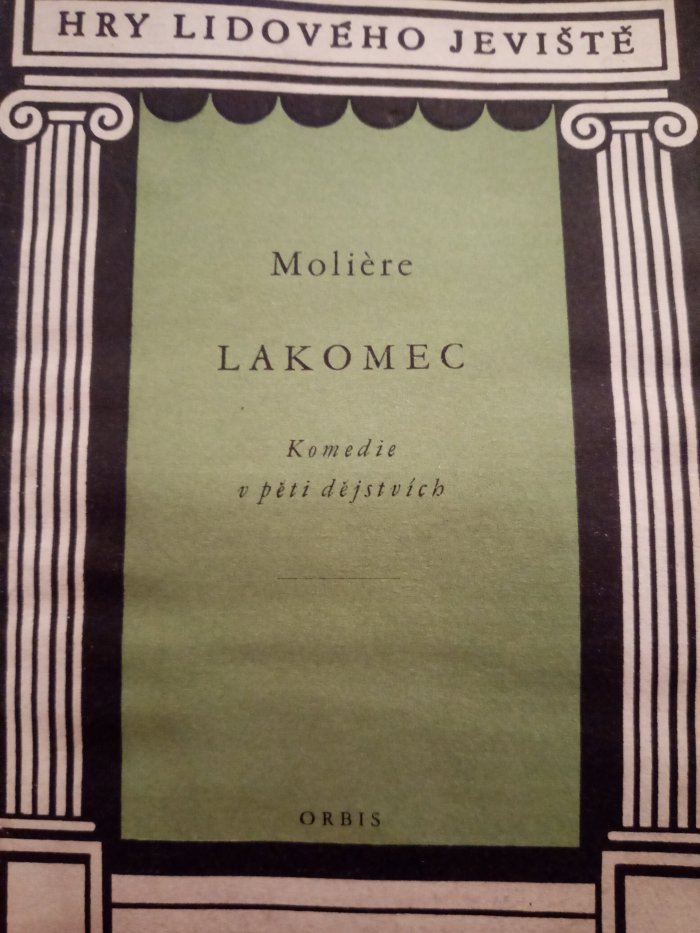 HRY LIDOVÉHO JEVIŠTĚ
Molière
LAKOMEC
Komedie
v pěti dějstvích
ORBIS